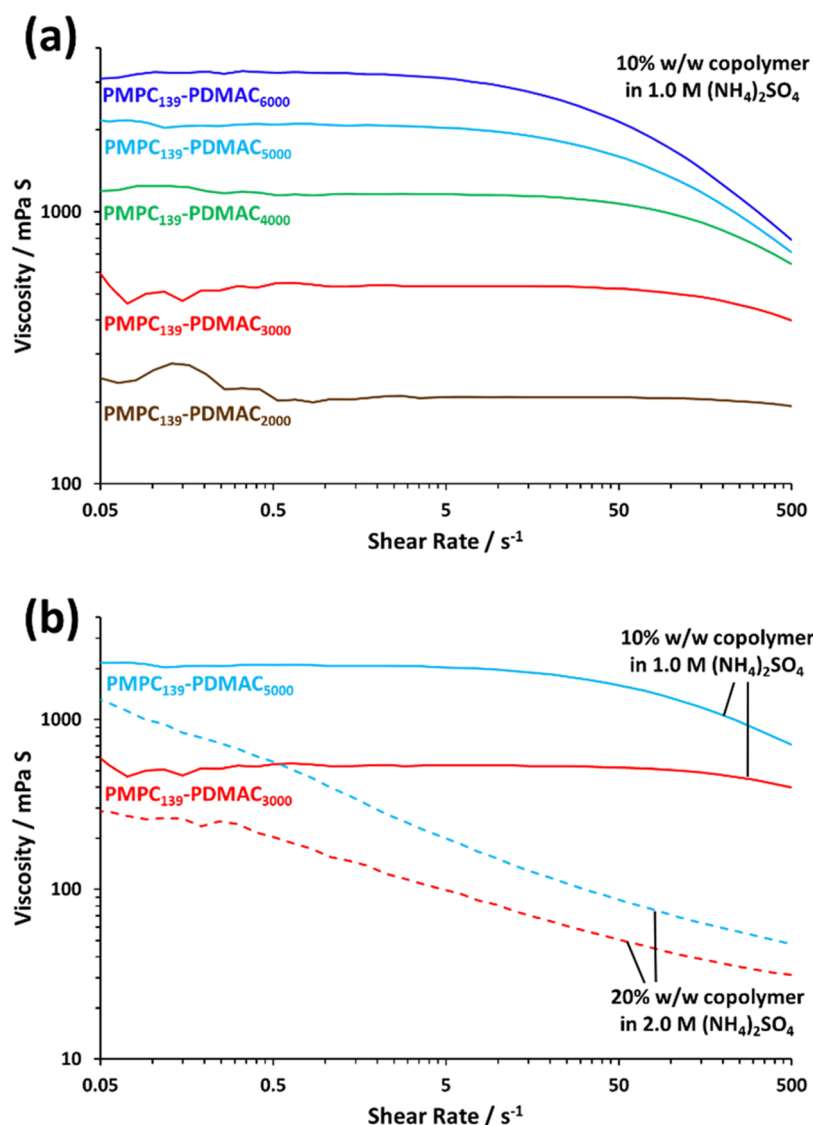 (a)
10% w/w copolymer
in 1.0 M (NH₄)₂SO₄
PMPC₁₃₉-PDMAC₆₀₀₀
PMPC₁₃₉-PDMAC₅₀₀₀
1000
PMPC₁₃₉-PDMAC₄₀₀₀
Viscosity / mPa S
PMPC₁₃₉-PDMAC₃₀₀₀
PMPC₁₃₉-PDMAC₂₀₀₀
100
0.05 0.5 5 50 500
Shear Rate / s⁻¹
(b)
10% w/w copolymer
in 1.0 M (NH₄)₂SO₄
PMPC₁₃₉-PDMAC₅₀₀₀
1000
PMPC₁₃₉-PDMAC₃₀₀₀
Viscosity / mPa S
100
20% w/w copolymer
in 2.0 M (NH₄)₂SO₄
10
0.05 0.5 5 50 500
Shear Rate / s⁻¹